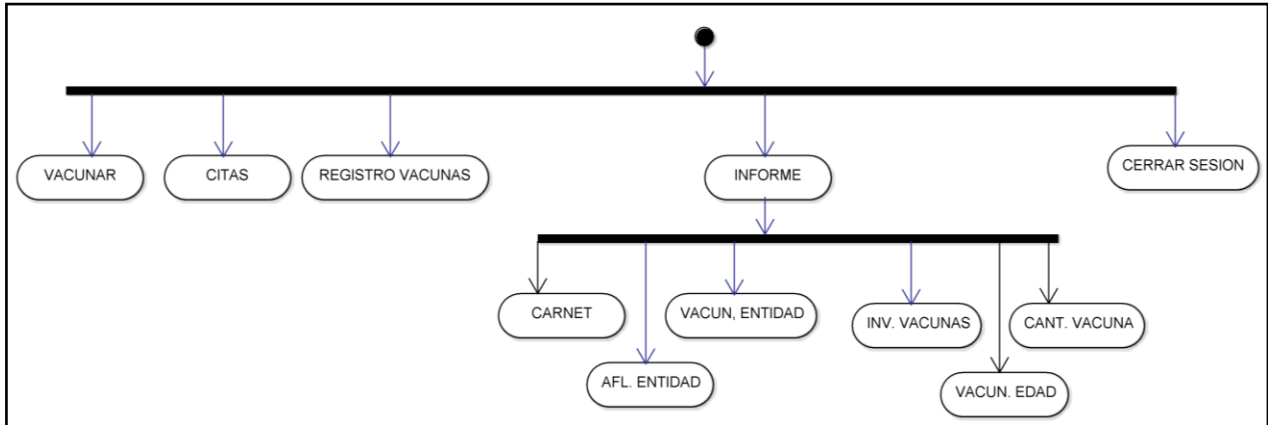 VACUNAR
CITAS
REGISTRO VACUNAS
INFORME
CERRAR SESION
CARNET
VACUN, ENTIDAD
INV. VACUNAS
CANT. VACUNA
AFL. ENTIDAD
VACUN. EDAD